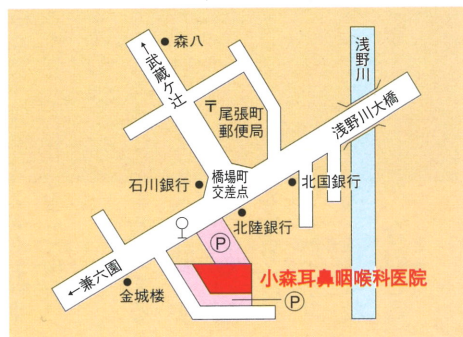 ←武蔵ケ辻
森八
〒尾張町
郵便局
浅野川
浅野川大橋
橋場町
交差点
石川銀行
北国銀行
北陸銀行
P
小森耳鼻咽喉科医院
P
←兼六園
金城楼